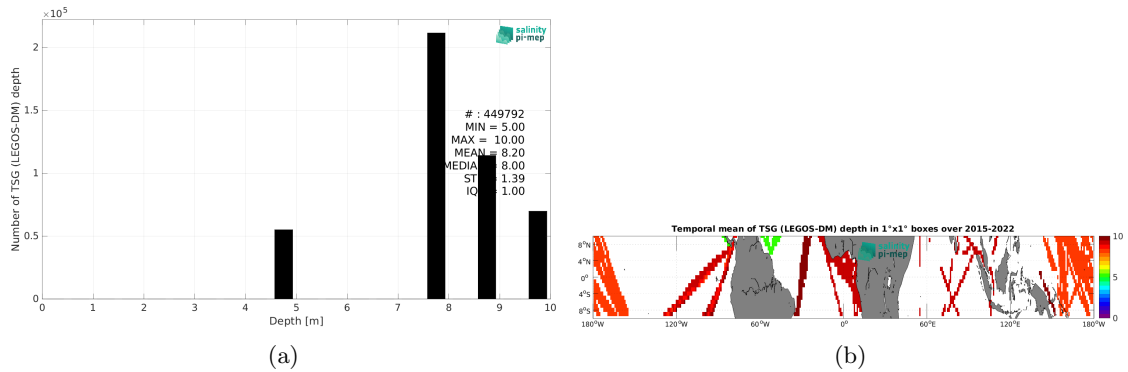 ×10⁵
2
1.5
1
0.5
0
Number of TSG (LEGOS-DM) depth
salinity
pi-mep
# : 449792
MIN = 5.00
MAX = 10.00
MEAN = 8.20
MEDIAN = 8.00
ST = 1.39
IQ = 1.00
0 1 2 3 4 5 6 7 8 9 10
Depth [m]
(a)
Temporal mean of TSG (LEGOS-DM) depth in 1°x1° boxes over 2015-2022
salinity
pi-mep
8°N
4°N
0°
4°S
8°S
180°W 120°W 60°W 0° 60°E 120°E 180°W
10
5
0
(b)